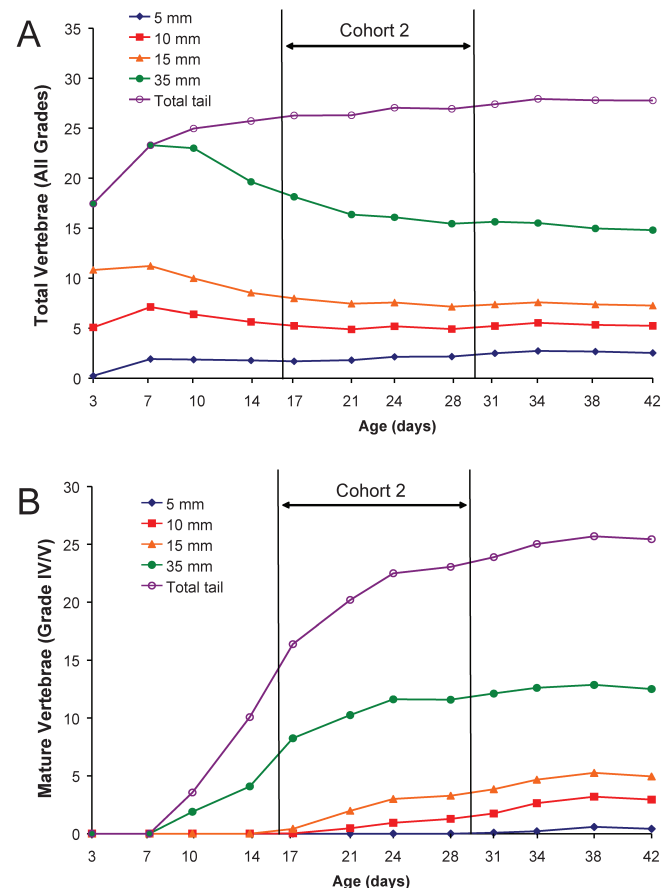 A
5 mm
10 mm
15 mm
35 mm
Total tail
Cohort 2
Total Vertebrae (All Grades)
35
30
25
20
15
10
5
0
3 7 10 14 17 21 24 28 31 34 38 42
Age (days)
B
5 mm
10 mm
15 mm
35 mm
Total tail
Cohort 2
Mature Vertebrae (Grade IV/V)
30
25
20
15
10
5
0
3 7 10 14 17 21 24 28 31 34 38 42
Age (days)